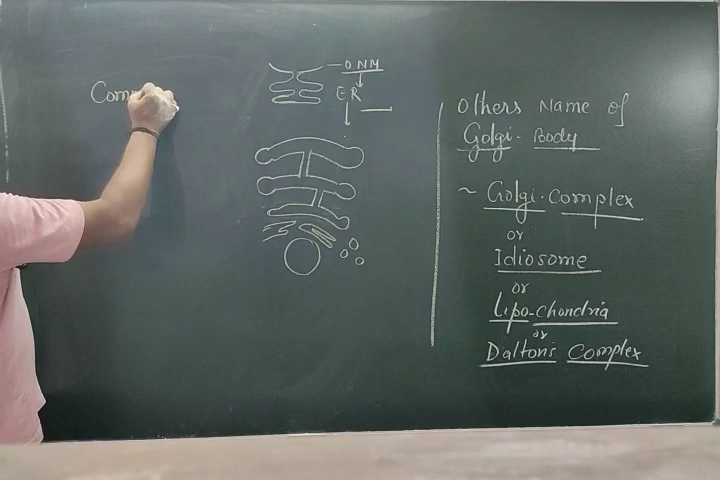 Com
ONM
ER
Others Name of
Golgi- Body
~ Golgi-Complex
or
Idiosome
or
Lipo-chondria
or
Dalton's Complex